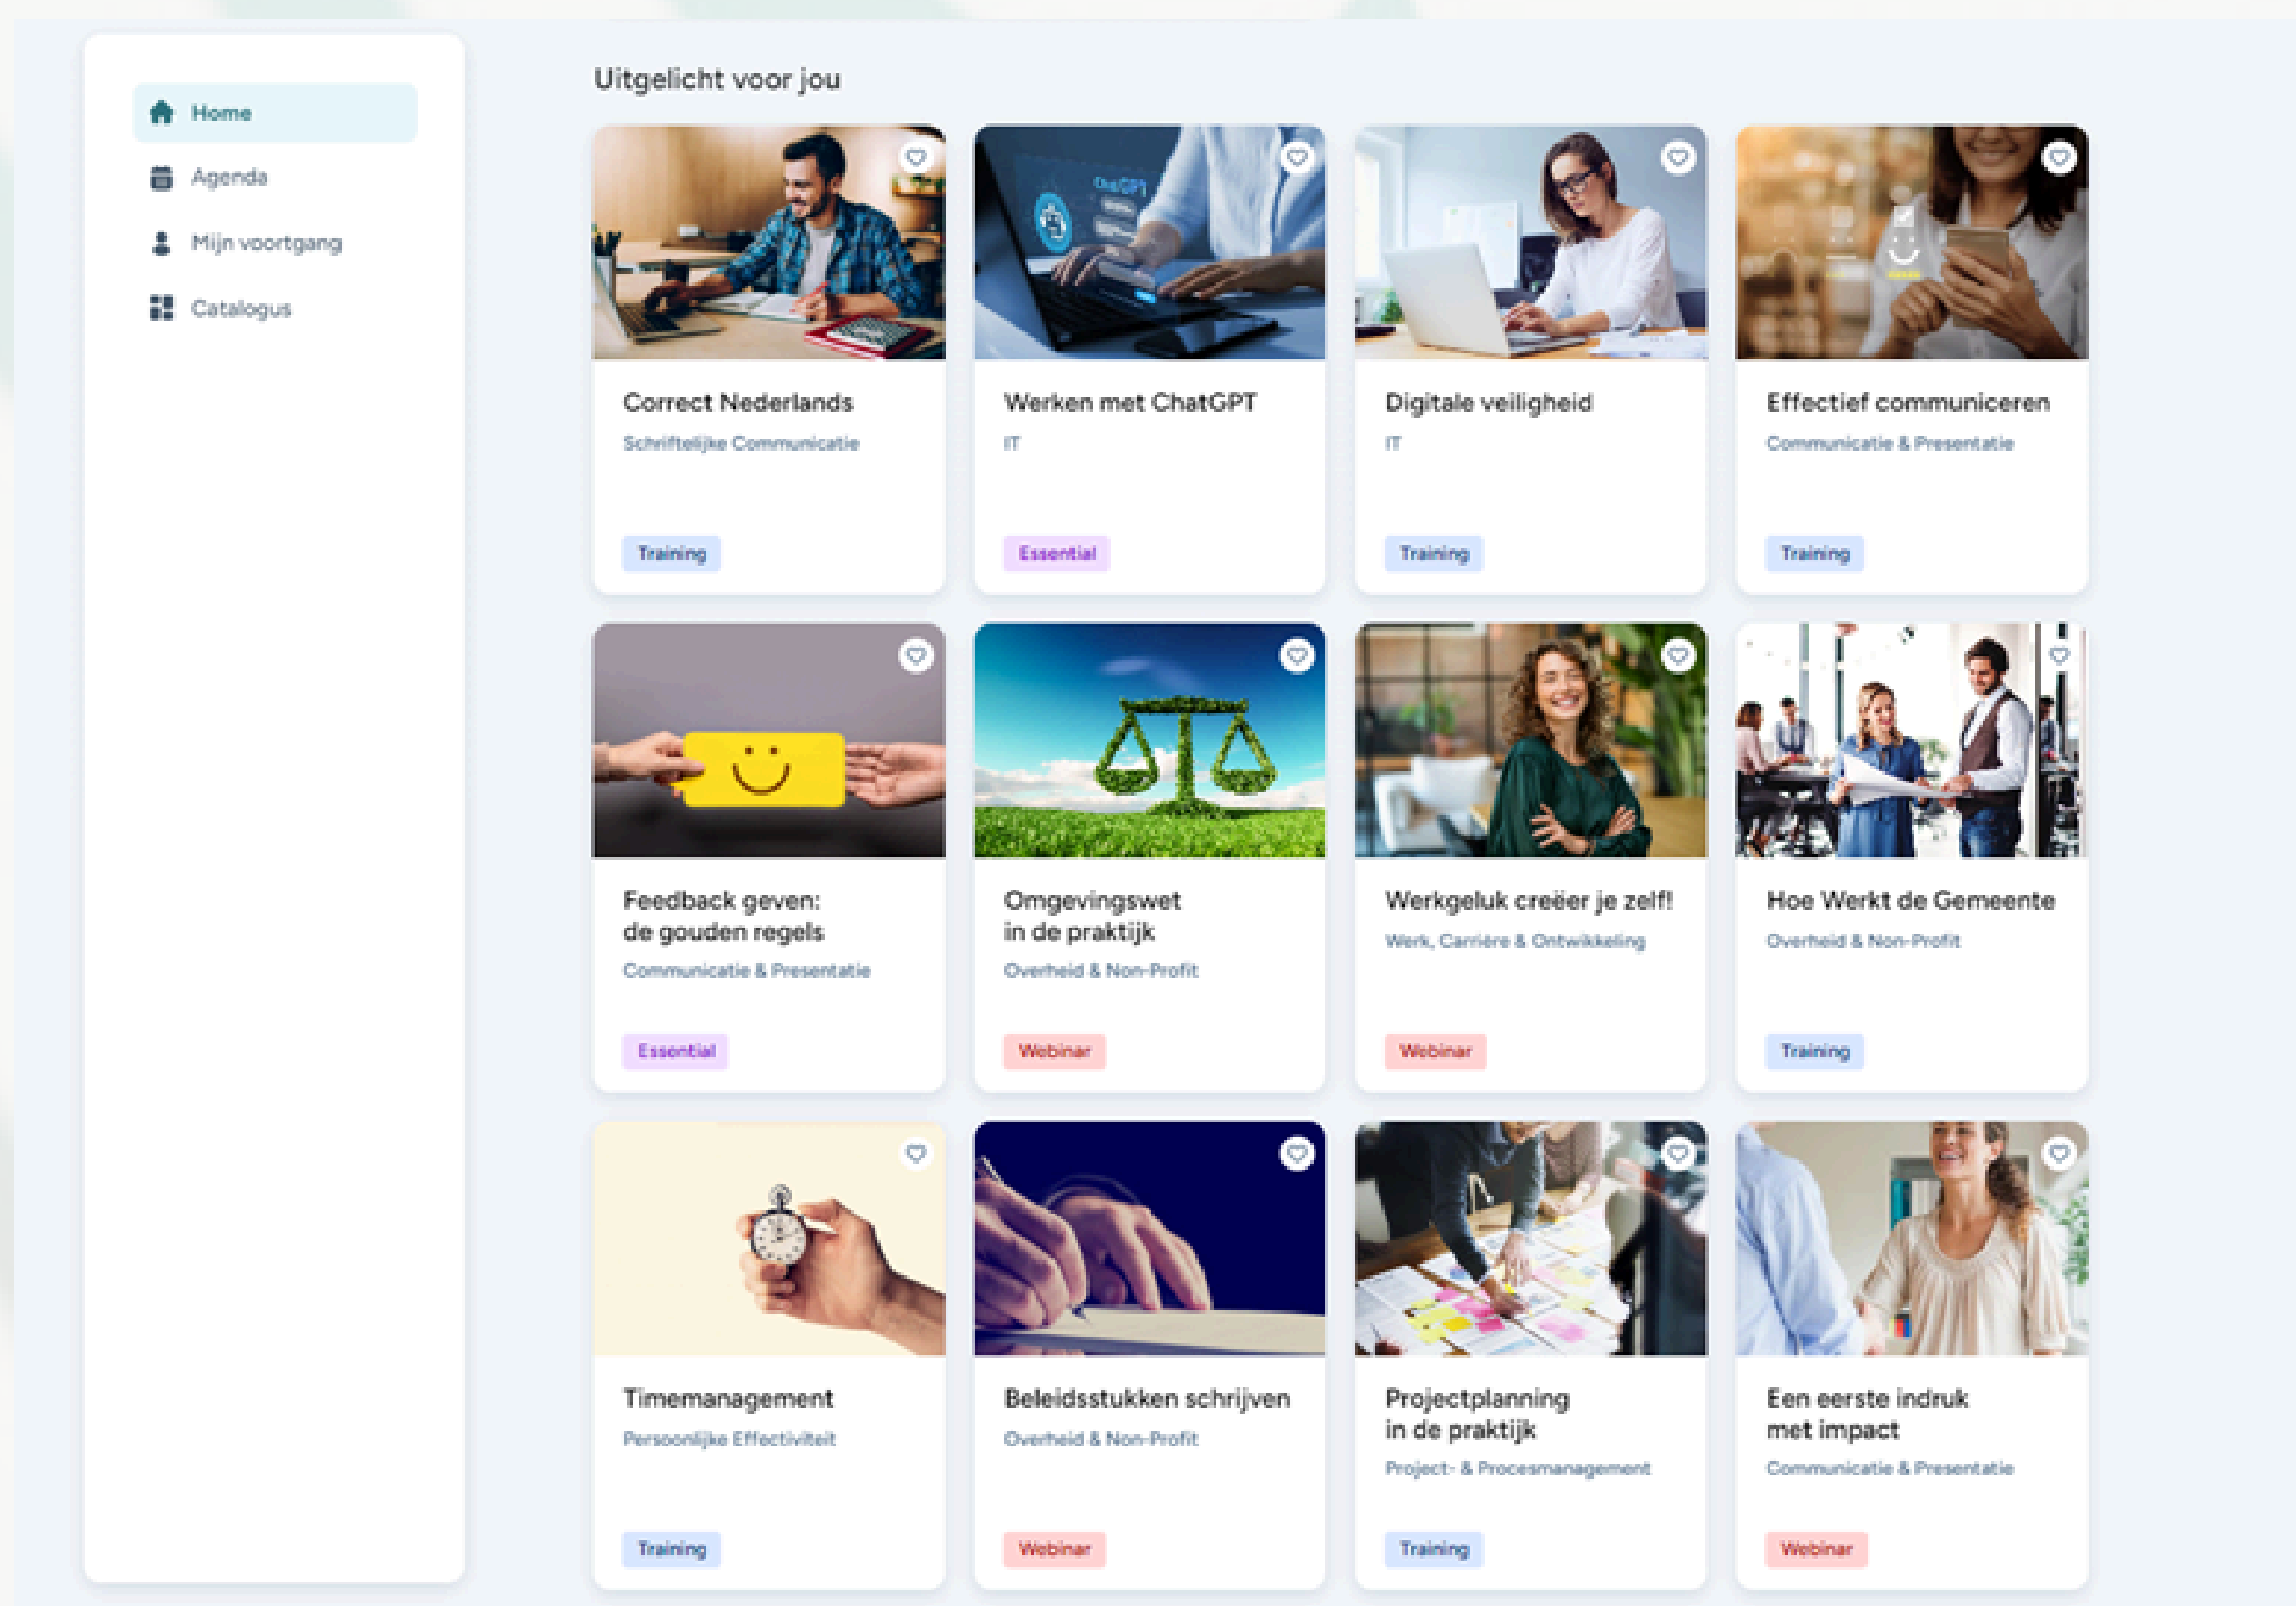 Home
Agenda
Mijn voortgang
Catalogus
Uitgelicht voor jou
ChatGPT
Correct Nederlands
Schriftelijke Communicatie
Training
Werken met ChatGPT
IT
Essential
Digitale veiligheid
IT
Training
Effectief communiceren
Communicatie & Presentatie
Training
Feedback geven:
de gouden regels
Communicatie & Presentatie
Essential
Omgevingswet
in de praktijk
Overheid & Non-Profit
Webinar
Werkgeluk creëer je zelf!
Werk, Carrière & Ontwikkeling
Webinar
Hoe Werkt de Gemeente
Overheid & Non-Profit
Training
Timemanagement
Persoonlijke Effectiviteit
Training
Beleidsstukken schrijven
Overheid & Non-Profit
Webinar
Projectplanning
in de praktijk
Project- & Procesmanagement
Training
Een eerste indruk
met impact
Communicatie & Presentatie
Webinar